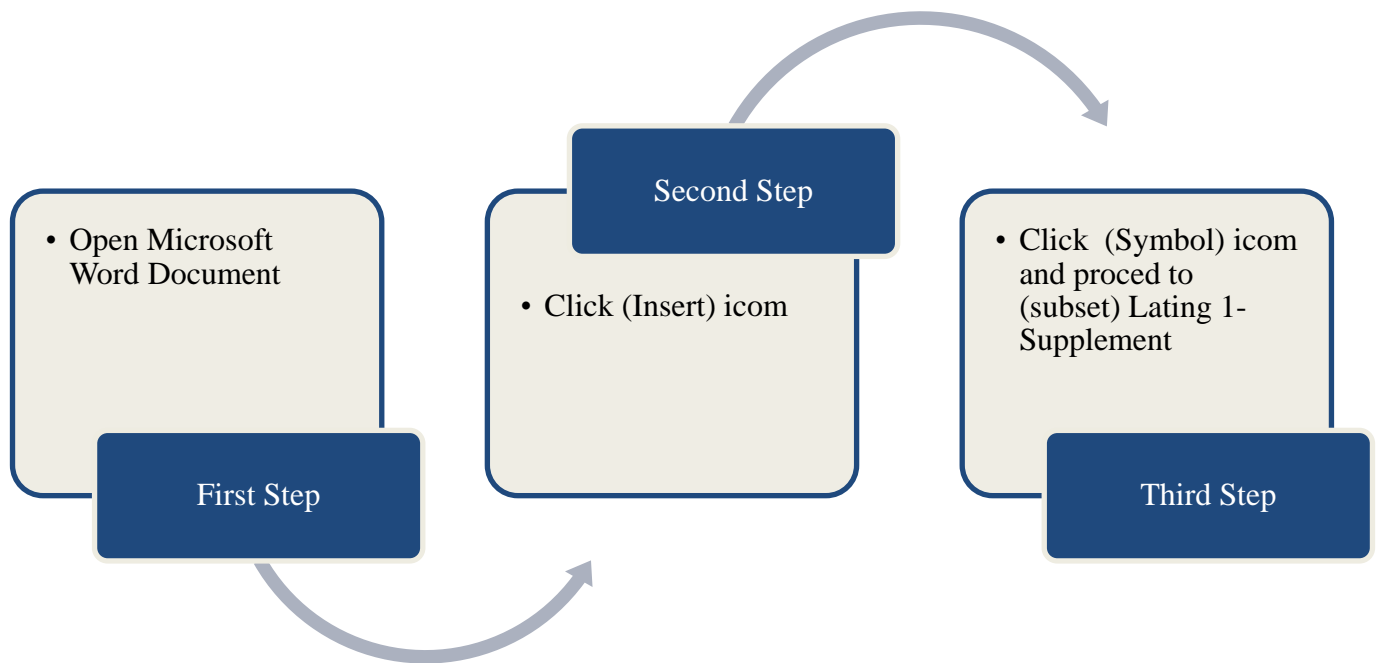 • Open Microsoft
Word Document
First Step
Second Step
• Click (Insert) icom
• Click  (Symbol) icom
and proced to
(subset) Lating 1-
Supplement
Third Step